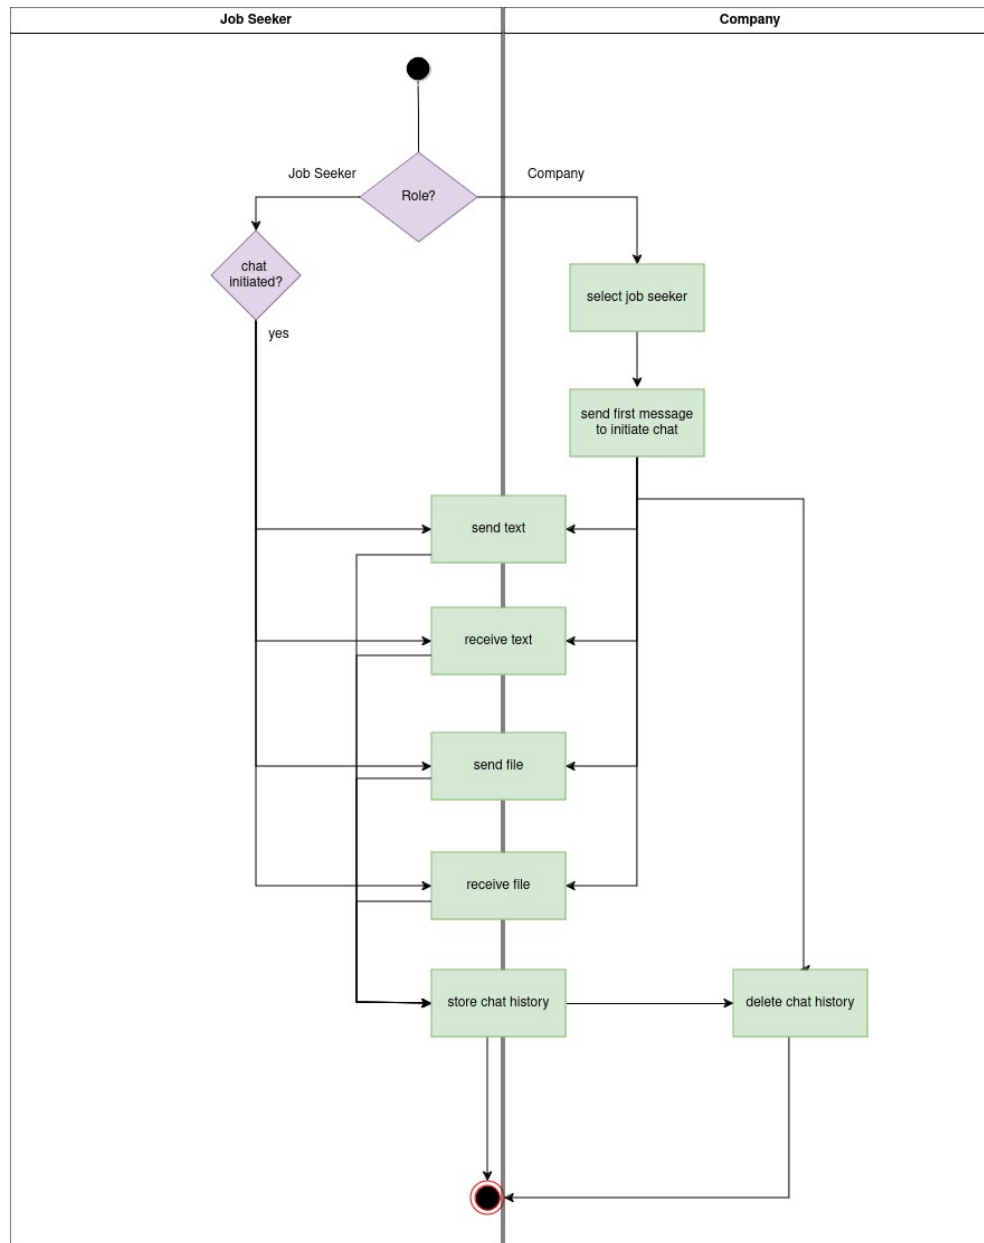 Job Seeker
Company
Job Seeker
Company
Role?
chat
initiated?
yes
select job seeker
send first message
to initiate chat
send text
receive text
send file
receive file
store chat history
delete chat history